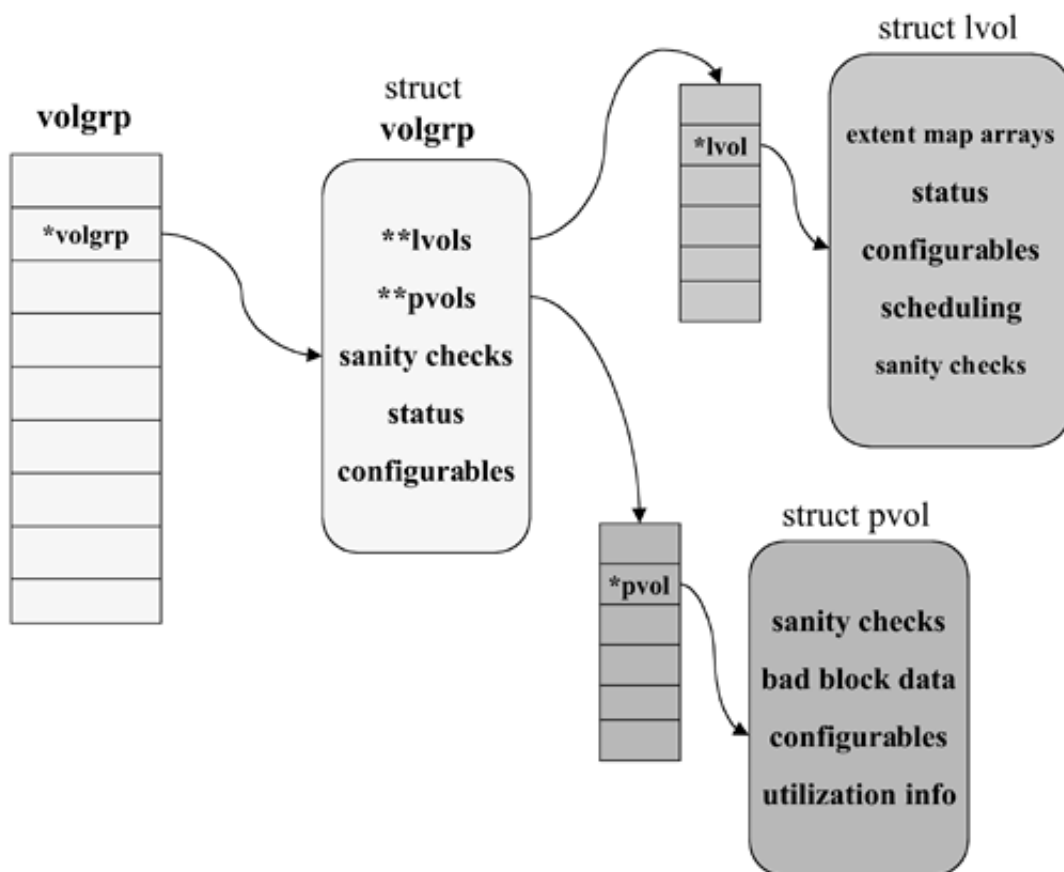 volgrp
*volgrp
struct
volgrp
**lvols
**pvols
sanity checks
status
configurables
*lvol
struct lvol
extent map arrays
status
configurables
scheduling
sanity checks
*pvol
struct pvol
sanity checks
bad block data
configurables
utilization info